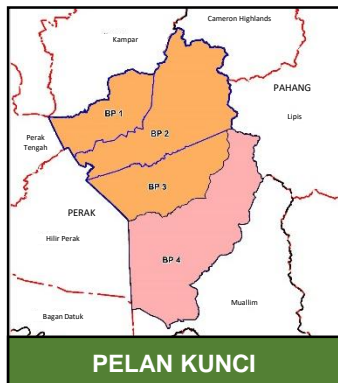 Cameron Highlands
Kampar
PAHANG
BP 1
Lipis
Perak
Tengah
BP 2
BP 3
PERAK
Hilir Perak
BP 4
Muallim
Bagan Datuk
PELAN KUNCI